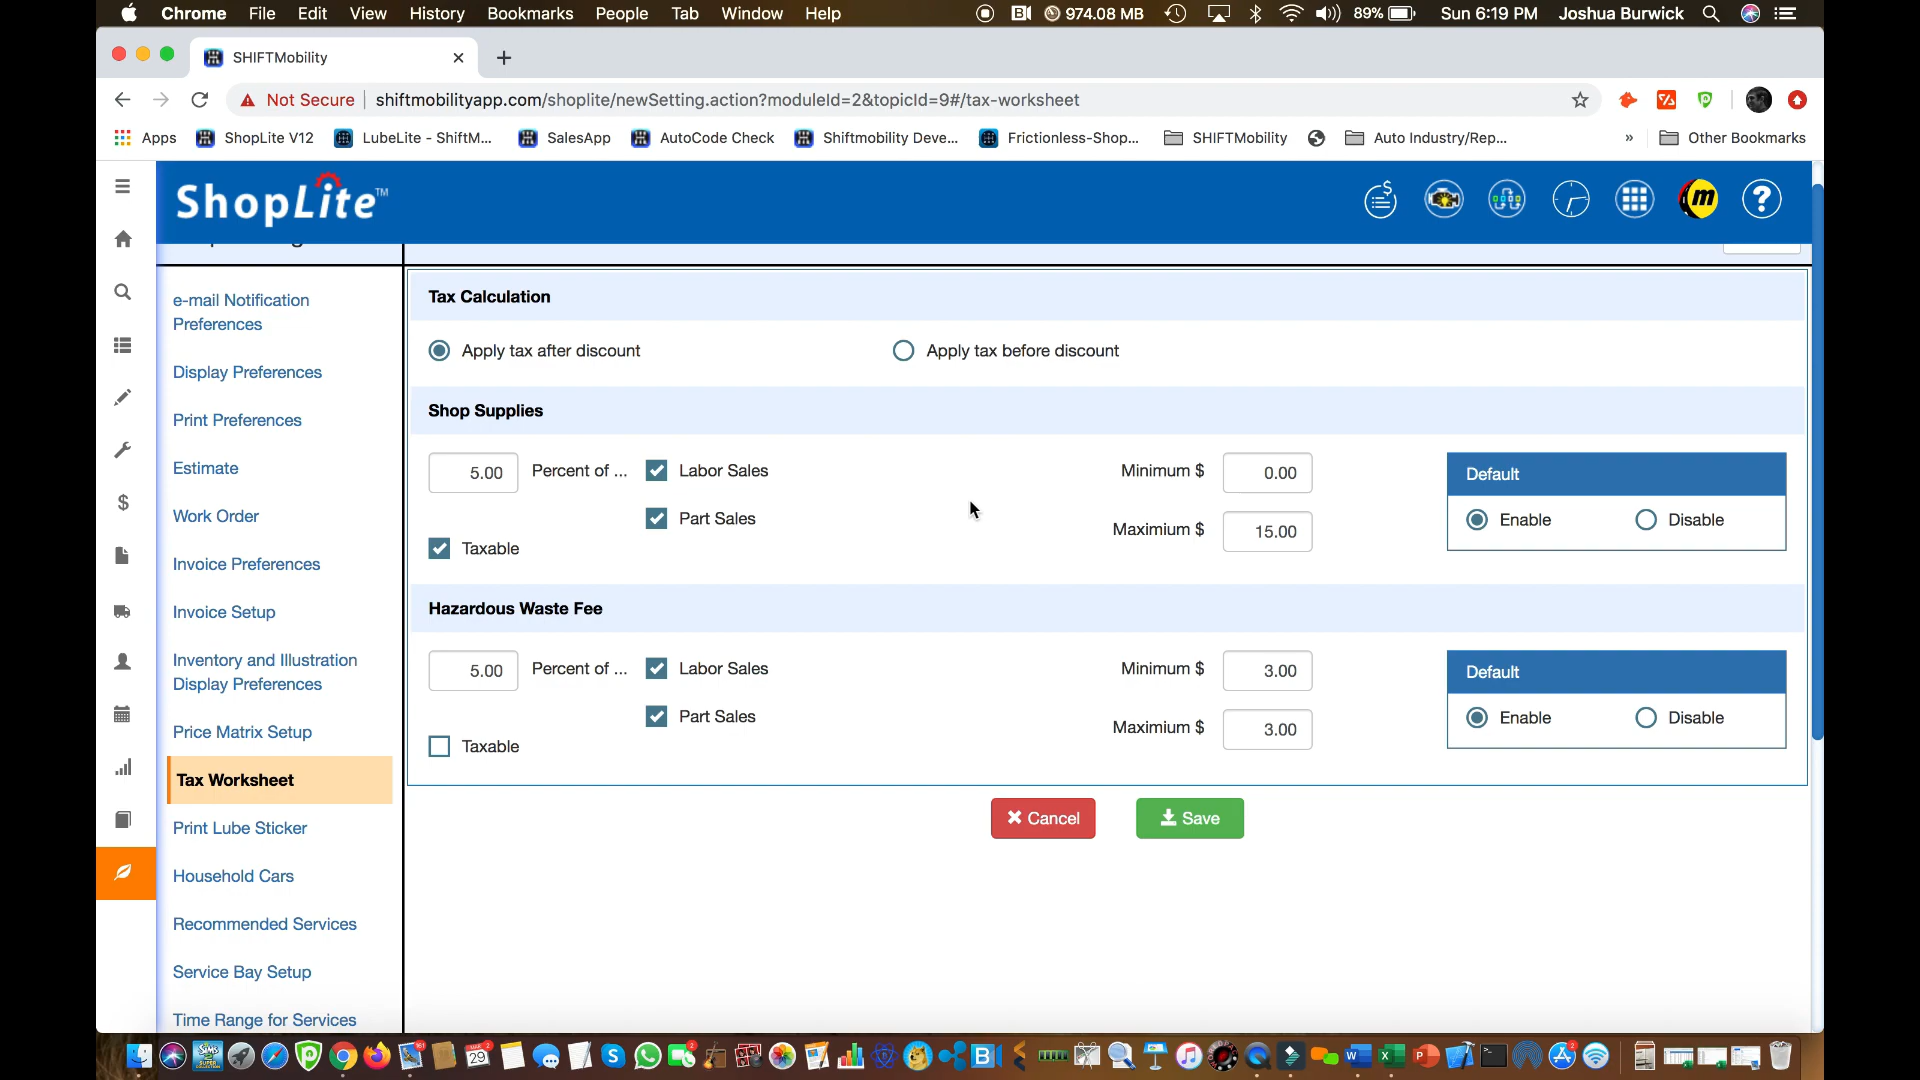 Chrome File Edit View History Bookmarks People Tab Window Help 974.08 MB 89% Sun 6:19 PM Joshua Burwick
SHIFTMobility
Not Secure shiftmobilityapp.com/shoplite/newSetting.action?moduleId=2&topicId=9#/tax-worksheet
Apps ShopLite V12 LubeLite - ShiftM... SalesApp AutoCode Check Shiftmobility Deve... Frictionless-Shop... SHIFTMobility Auto Industry/Rep... » Other Bookmarks
ShopLite™
e-mail Notification
Preferences
Display Preferences
Print Preferences
Estimate
Work Order
Invoice Preferences
Invoice Setup
Inventory and Illustration
Display Preferences
Price Matrix Setup
Tax Worksheet
Print Lube Sticker
Household Cars
Recommended Services
Service Bay Setup
Time Range for Services
Tax Calculation
Apply tax after discount Apply tax before discount
Shop Supplies
5.00 Percent of ... Labor Sales Minimum $ 0.00 Default
Part Sales Maximium $ 15.00 Enable Disable
Taxable
Hazardous Waste Fee
5.00 Percent of ... Labor Sales Minimum $ 3.00 Default
Part Sales Maximium $ 3.00 Enable Disable
Taxable
Cancel Save